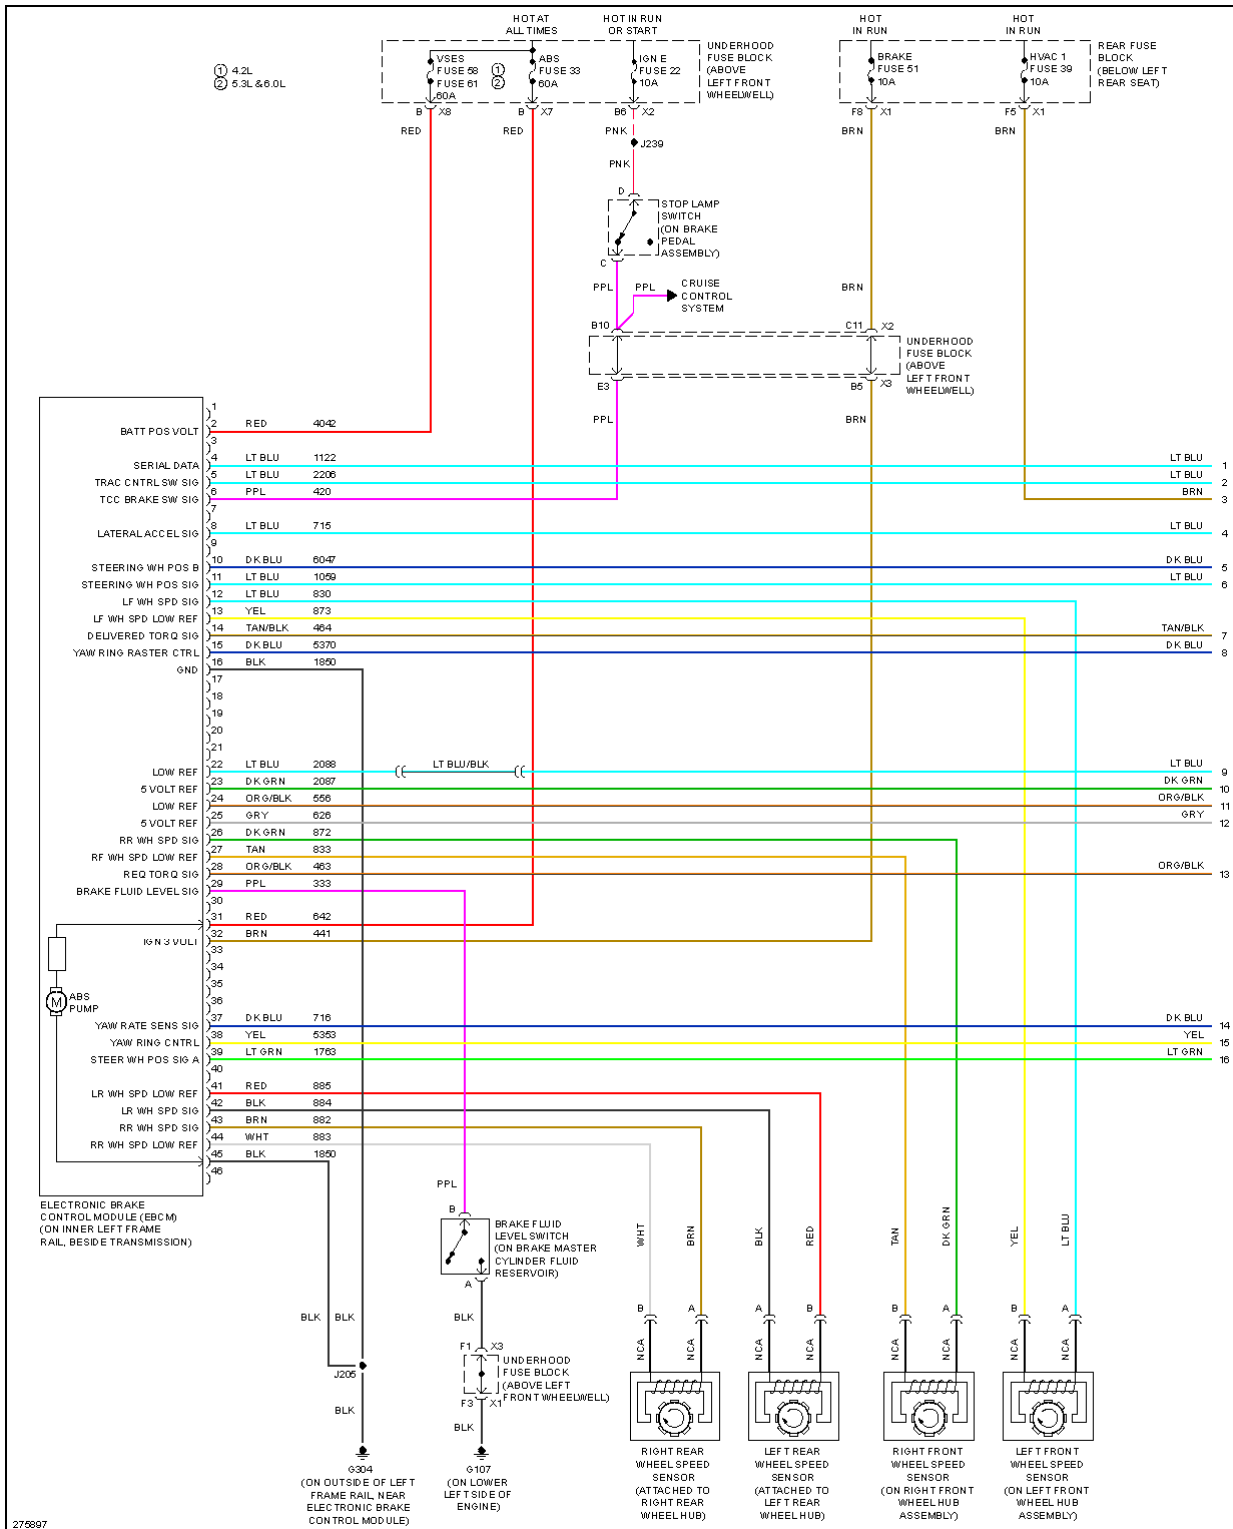 HOT AT
ALL TIMES
HOT IN RUN
OR START
HOT
IN RUN
HOT
IN RUN
1 4.2L
2 5.3L & 6.0L
VSES
FUSE 58
FUSE 61
60A
1
2
ABS
FUSE 33
60A
IGN E
FUSE 22
10A
UNDERHOOD
FUSE BLOCK
(ABOVE
LEFT FRONT
WHEELWELL)
BRAKE
FUSE 51
10A
HVAC 1
FUSE 39
10A
REAR FUSE
BLOCK
(BELOW LEFT
REAR SEAT)
B X8
B X7
B6 X2
F8 X1
F5 X1
RED
RED
PNK
BRN
BRN
J239
PNK
D
STOP LAMP
SWITCH
(ON BRAKE
PEDAL
ASSEMBLY)
C
PPL
PPL
CRUISE
CONTROL
SYSTEM
BRN
B10
C11 X2
UNDERHOOD
FUSE BLOCK
(ABOVE
LEFT FRONT
WHEELWELL)
E3
B5 X3
PPL
BRN
1
BATT POS VOLT 2 RED 4042
3
SERIAL DATA 4 LT BLU 1122 LT BLU 1
TRAC CNTRL SW SIG 5 LT BLU 2206 LT BLU 2
TCC BRAKE SW SIG 6 PPL 420 BRN 3
7
LATERAL ACCEL SIG 8 LT BLU 715 LT BLU 4
9
STEERING WH POS B 10 DK BLU 6047 DK BLU 5
STEERING WH POS SIG 11 LT BLU 1059 LT BLU 6
LF WH SPD SIG 12 LT BLU 830
LF WH SPD LOW REF 13 YEL 873
DELIVERED TORQ SIG 14 TAN/BLK 464 TAN/BLK 7
YAW RING RASTER CTRL 15 DK BLU 5370 DK BLU 8
GND 16 BLK 1850
17
18
19
20
21
LOW REF 22 LT BLU 2088 LT BLU/BLK LT BLU 9
5 VOLT REF 23 DK GRN 2087 DK GRN 10
LOW REF 24 ORG/BLK 556 ORG/BLK 11
5 VOLT REF 25 GRY 626 GRY 12
RR WH SPD SIG 26 DK GRN 872
RF WH SPD LOW REF 27 TAN 833
REQ TORQ SIG 28 ORG/BLK 463 ORG/BLK 13
BRAKE FLUID LEVEL SIG 29 PPL 333
30
31 RED 642
IGN 3 VOLT 32 BRN 441
33
34
35
36
M ABS
PUMP
YAW RATE SENS SIG 37 DK BLU 716 DK BLU 14
YAW RING CNTRL 38 YEL 5353 YEL 15
STEER WH POS SIG A 39 LT GRN 1763 LT GRN 16
40
LR WH SPD LOW REF 41 RED 885
LR WH SPD SIG 42 BLK 884
RR WH SPD SIG 43 BRN 882
RR WH SPD LOW REF 44 WHT 883
45 BLK 1850
46
ELECTRONIC BRAKE
CONTROL MODULE (EBCM)
(ON INNER LEFT FRAME
RAIL, BESIDE TRANSMISSION)
PPL
B
BRAKE FLUID
LEVEL SWITCH
(ON BRAKE MASTER
CYLINDER FLUID
RESERVOIR)
A
WHT
BRN
BLK
RED
TAN
DK GRN
YEL
LT BLU
BLK
BLK
BLK
B
A
A
B
B
A
B
A
NCA
NCA
NCA
NCA
NCA
NCA
NCA
NCA
J205
F1 X3
UNDERHOOD
FUSE BLOCK
(ABOVE LEFT
FRONT WHEELWELL)
F3 X1
BLK
BLK
G304
(ON OUTSIDE OF LEFT
FRAME RAIL, NEAR
ELECTRONIC BRAKE
CONTROL MODULE)
G107
(ON LOWER
LEFT SIDE OF
ENGINE)
RIGHT REAR
WHEEL SPEED
SENSOR
(ATTACHED TO
RIGHT REAR
WHEEL HUB)
LEFT REAR
WHEEL SPEED
SENSOR
(ATTACHED TO
LEFT REAR
WHEEL HUB)
RIGHT FRONT
WHEEL SPEED
SENSOR
(ON RIGHT FRONT
WHEEL HUB
ASSEMBLY)
LEFT FRONT
WHEEL SPEED
SENSOR
(ON LEFT FRONT
WHEEL HUB
ASSEMBLY)
275897